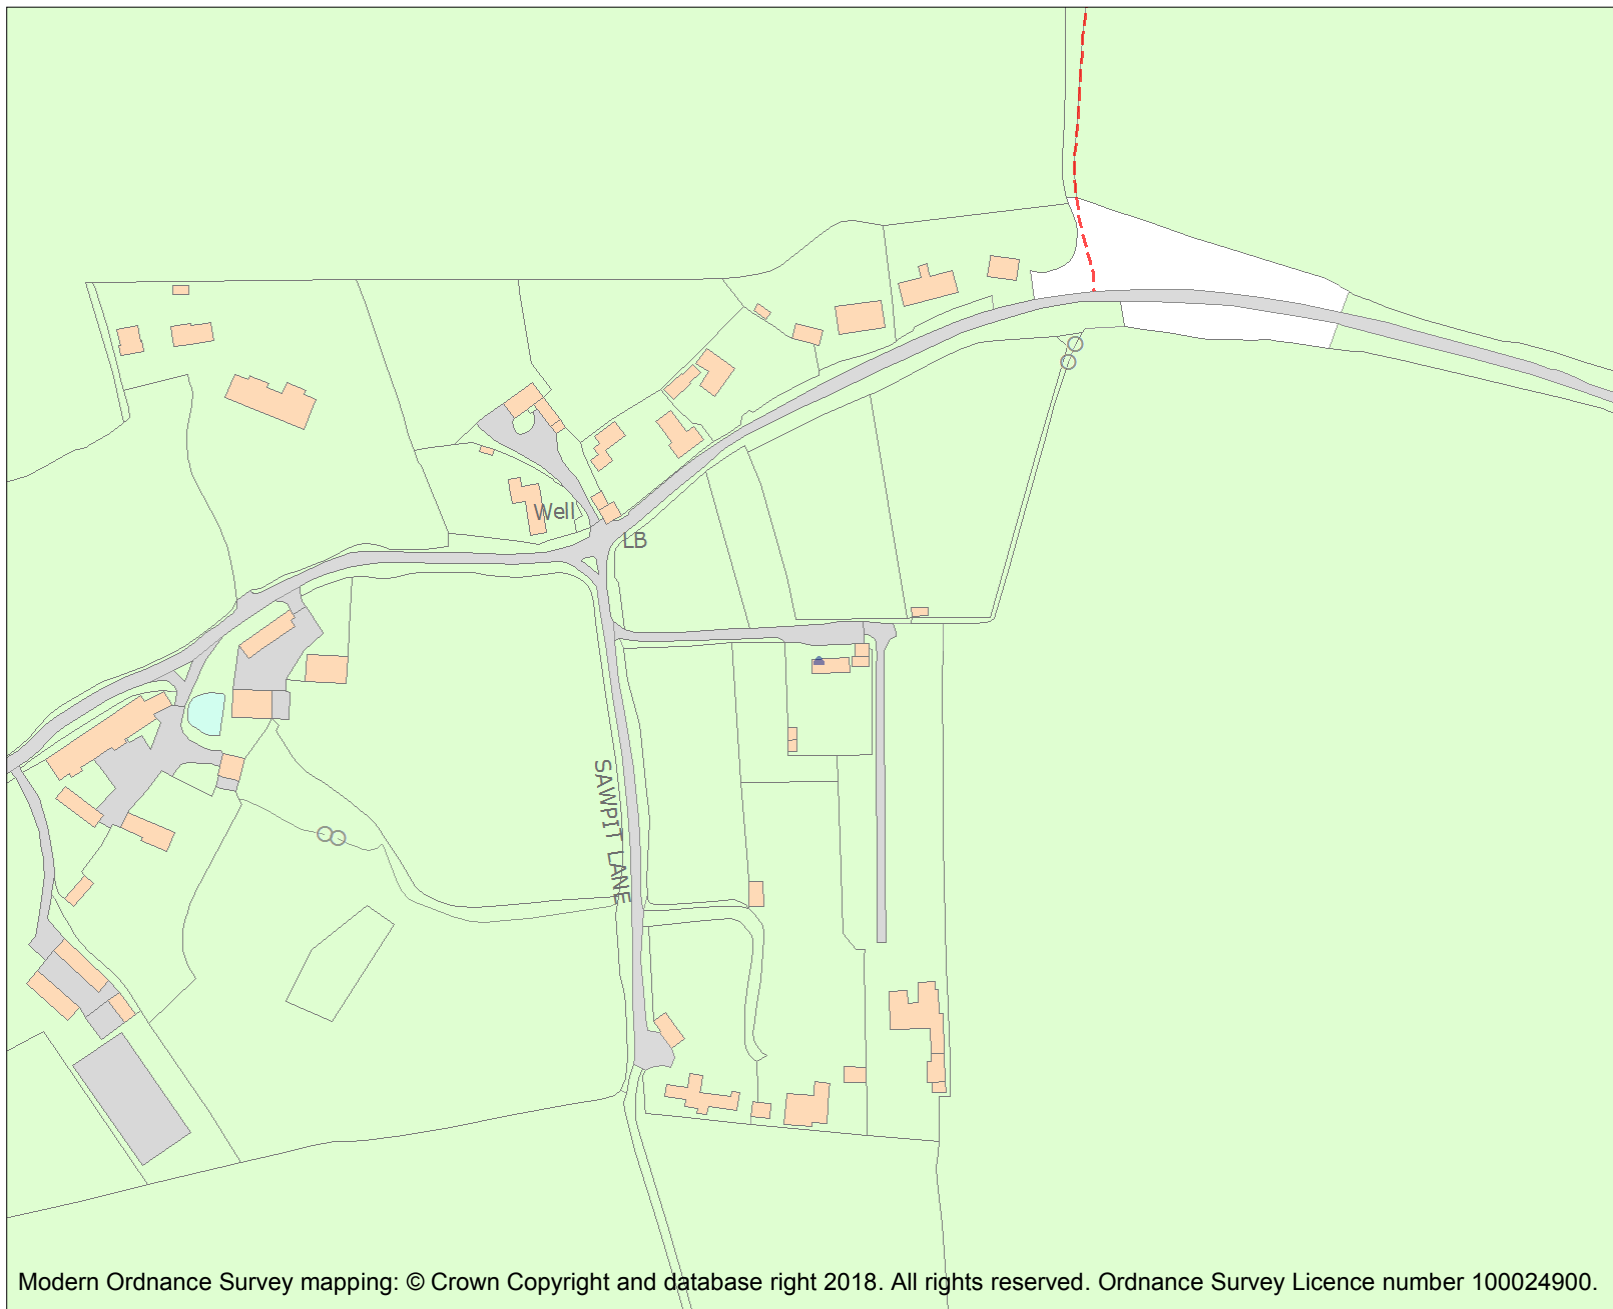 Well
LB
SAWPIT LANE
Modern Ordnance Survey mapping: © Crown Copyright and database right 2018. All rights reserved. Ordnance Survey Licence number 100024900.